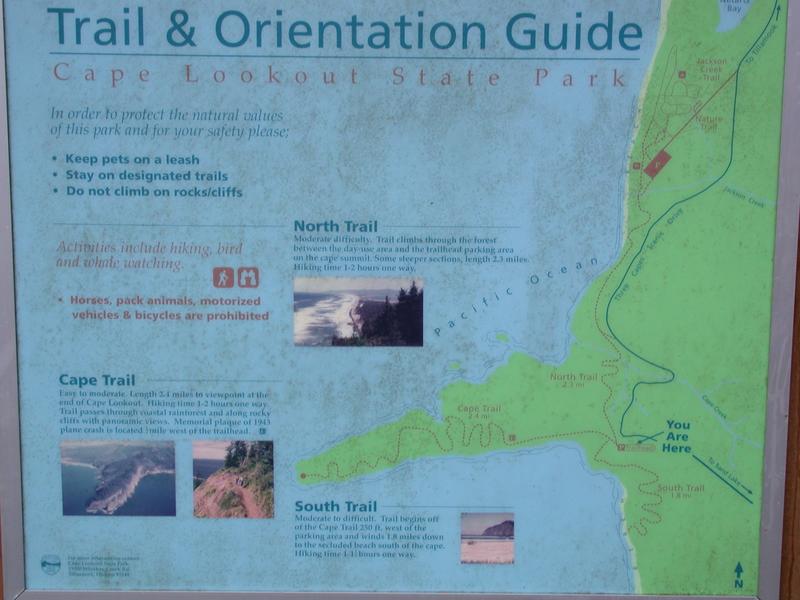 Trail & Orientation Guide
Cape Lookout State Park
In order to protect the natural values
of this park and for your safety please:
• Keep pets on a leash
• Stay on designated trails
• Do not climb on rocks/cliffs
Activities include hiking, bird
and whale watching.
• Horses, pack animals, motorized
vehicles & bicycles are prohibited
North Trail
Moderate difficulty. Trail climbs through the forest
between the day-use area and the trailhead parking area
on the cape summit. Some steeper sections, length 2.3 miles.
Hiking time 1-2 hours one way.
Cape Trail
Easy to moderate. Length 2.4 miles to viewpoint at the
end of Cape Lookout. Hiking time 1-2 hours one way.
Trail passes through coastal rainforest and along rocky
cliffs with panoramic views. Memorial plaque of 1943
plane crash is located mile west of the trailhead.
South Trail
Moderate to difficult. Trail begins off
of the Cape Trail 250 ft. west of the
parking area and winds 1.8 miles down
to the secluded beach south of the cape.
Hiking time hours one way.
For more information contact:
Cape Lookout State Park
Netarts
Bay
To Tillamook
Jackson
Creek
Trail
Nature
Trail
Jackson Creek
Three Capes Scenic Drive
Pacific Ocean
North Trail
2.3 mi
Cape Trail
2.4 mi
Cape Creek
You
Are
Here
P Trailhead
To Sand Lake
South Trail
1.8 mi
N